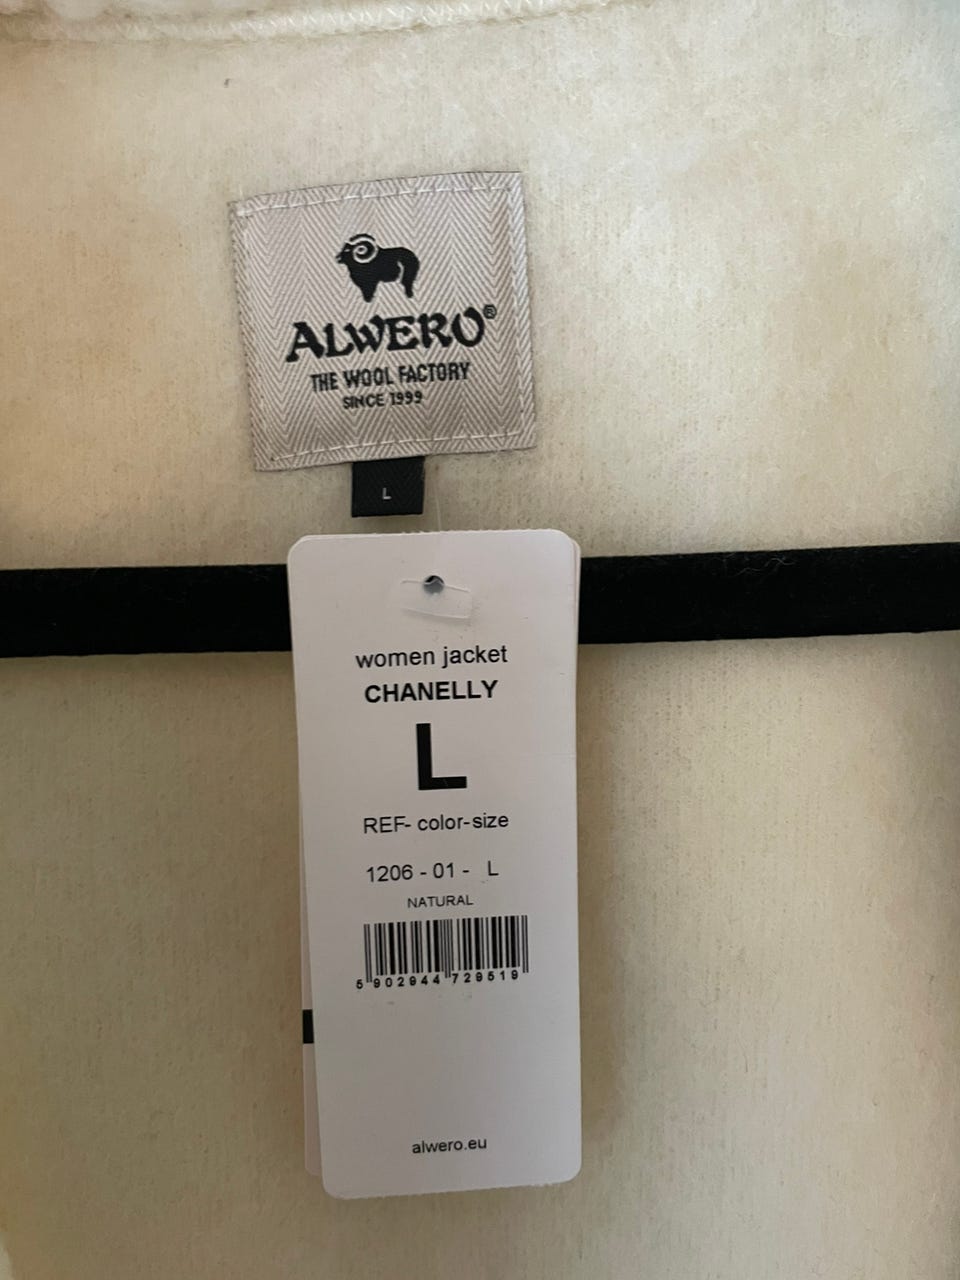 ALWERO®
THE WOOL FACTORY
SINCE 1999
L
women jacket
CHANELLY
L
REF- color-size
1206 - 01 - L
NATURAL
5 902944 729519
alwero.eu